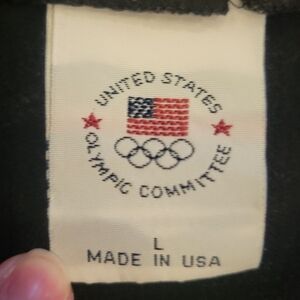 UNITED STATES
OLYMPIC COMMITTEE
L
MADE IN USA